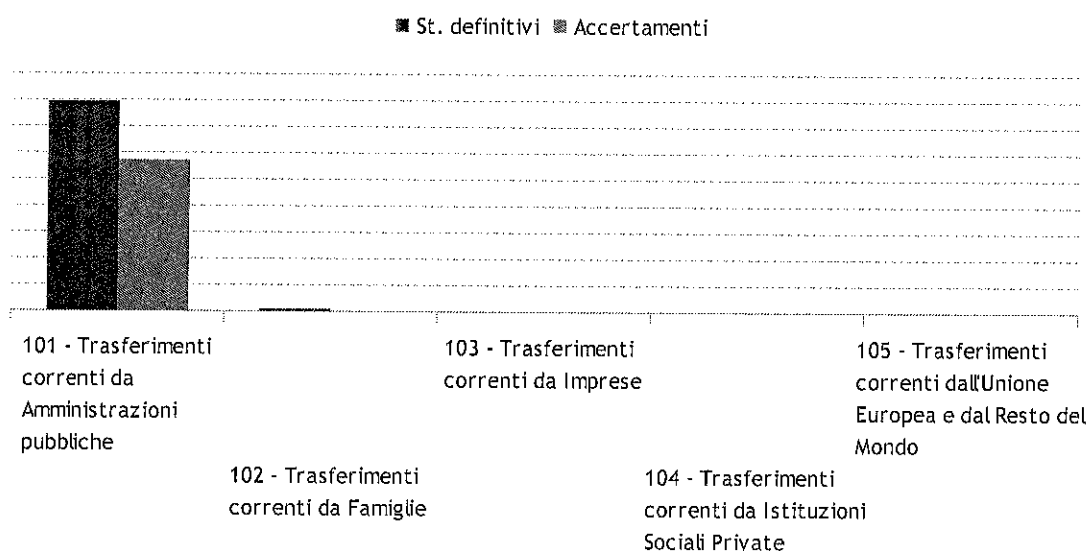 St. definitivi Accertamenti
101 - Trasferimenti
correnti da
Amministrazioni
pubbliche
102 - Trasferimenti
correnti da Famiglie
103 - Trasferimenti
correnti da Imprese
104 - Trasferimenti
correnti da Istituzioni
Sociali Private
105 - Trasferimenti
correnti dall'Unione
Europea e dal Resto del
Mondo